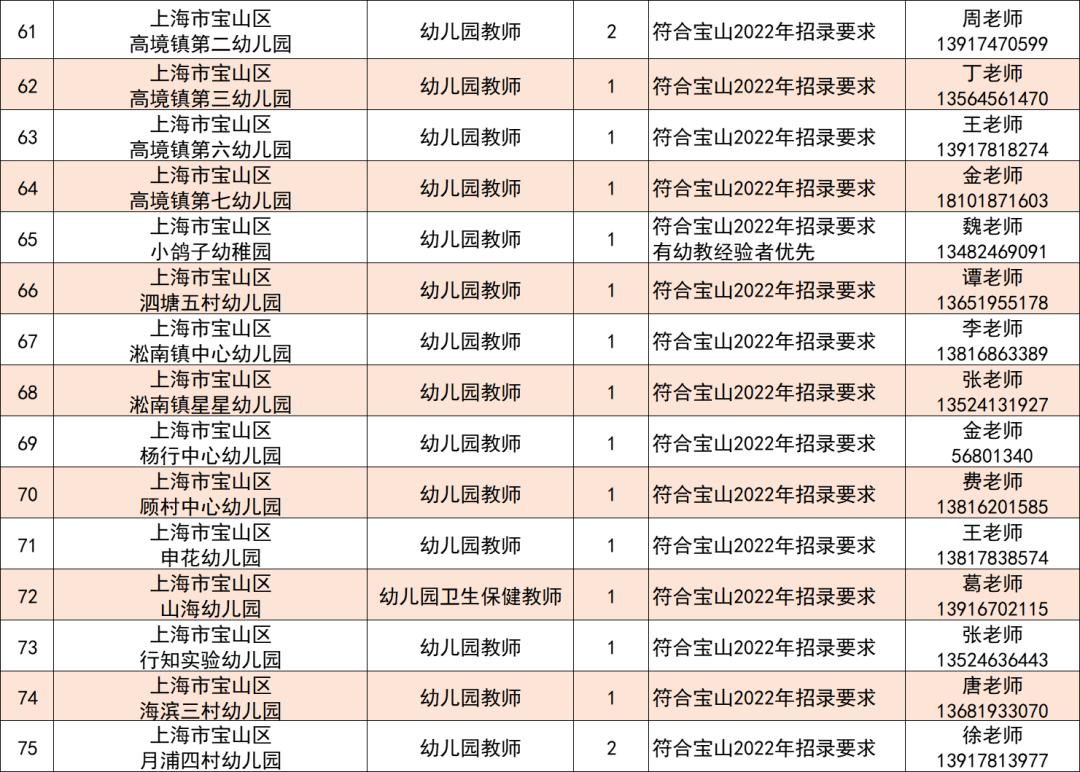 61 上海市宝山区 高境镇第二幼儿园 幼儿园教师 2 符合宝山2022年招录要求 周老师 13917470599
62 上海市宝山区 高境镇第三幼儿园 幼儿园教师 1 符合宝山2022年招录要求 丁老师 13564561470
63 上海市宝山区 高境镇第六幼儿园 幼儿园教师 1 符合宝山2022年招录要求 王老师 13917818274
64 上海市宝山区 高境镇第七幼儿园 幼儿园教师 1 符合宝山2022年招录要求 金老师 18101871603
65 上海市宝山区 小鸽子幼稚园 幼儿园教师 1 符合宝山2022年招录要求 有幼教经验者优先 魏老师 13482469091
66 上海市宝山区 泗塘五村幼儿园 幼儿园教师 1 符合宝山2022年招录要求 谭老师 13651955178
67 上海市宝山区 淞南镇中心幼儿园 幼儿园教师 1 符合宝山2022年招录要求 李老师 13816863389
68 上海市宝山区 淞南镇星星幼儿园 幼儿园教师 1 符合宝山2022年招录要求 张老师 13524131927
69 上海市宝山区 杨行中心幼儿园 幼儿园教师 1 符合宝山2022年招录要求 金老师 56801340
70 上海市宝山区 顾村中心幼儿园 幼儿园教师 1 符合宝山2022年招录要求 费老师 13816201585
71 上海市宝山区 申花幼儿园 幼儿园教师 1 符合宝山2022年招录要求 王老师 13817838574
72 上海市宝山区 山海幼儿园 幼儿园卫生保健教师 1 符合宝山2022年招录要求 葛老师 13916702115
73 上海市宝山区 行知实验幼儿园 幼儿园教师 1 符合宝山2022年招录要求 张老师 13524636443
74 上海市宝山区 海滨三村幼儿园 幼儿园教师 1 符合宝山2022年招录要求 唐老师 13681933070
75 上海市宝山区 月浦四村幼儿园 幼儿园教师 2 符合宝山2022年招录要求 徐老师 13917813977